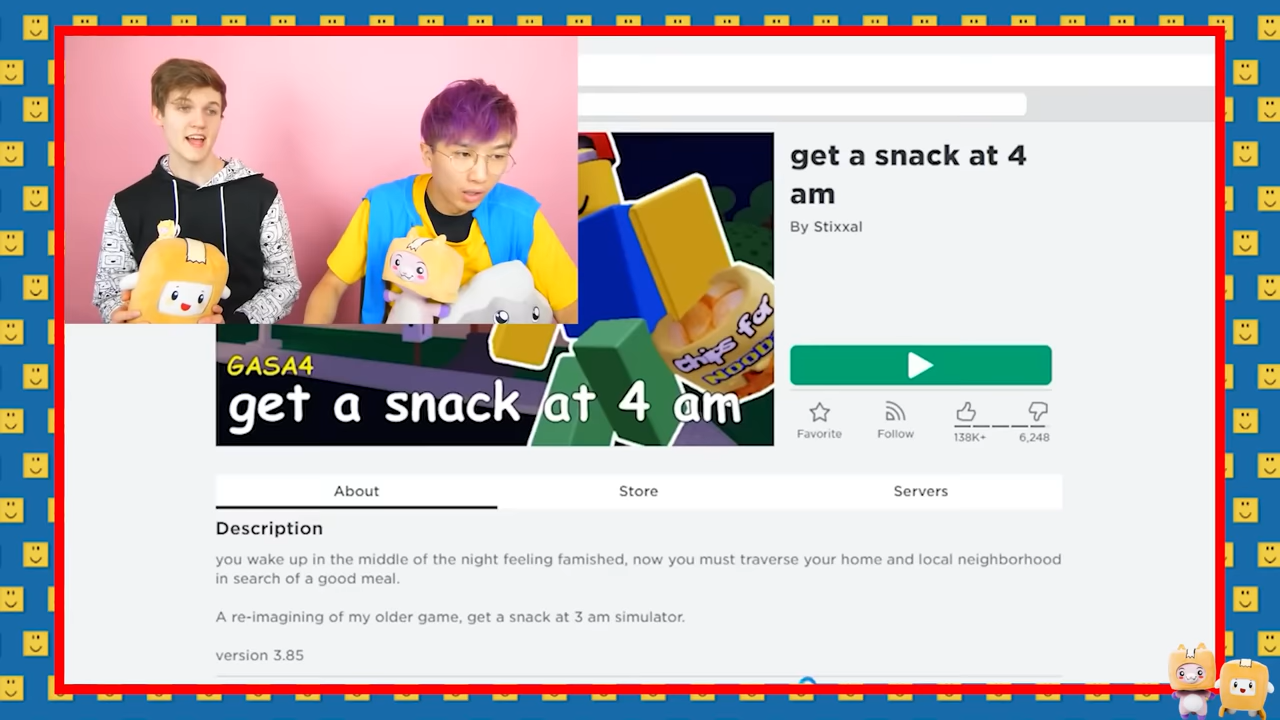 get a snack at 4
am
By Stixxal
Chips for
Noobs
GASA4
get a snack at 4 am
Favorite
Follow
138K+
6,248
About
Store
Servers
Description
you wake up in the middle of the night feeling famished, now you must traverse your home and local neighborhood
in search of a good meal.
A re-imagining of my older game, get a snack at 3 am simulator.
version 3.85